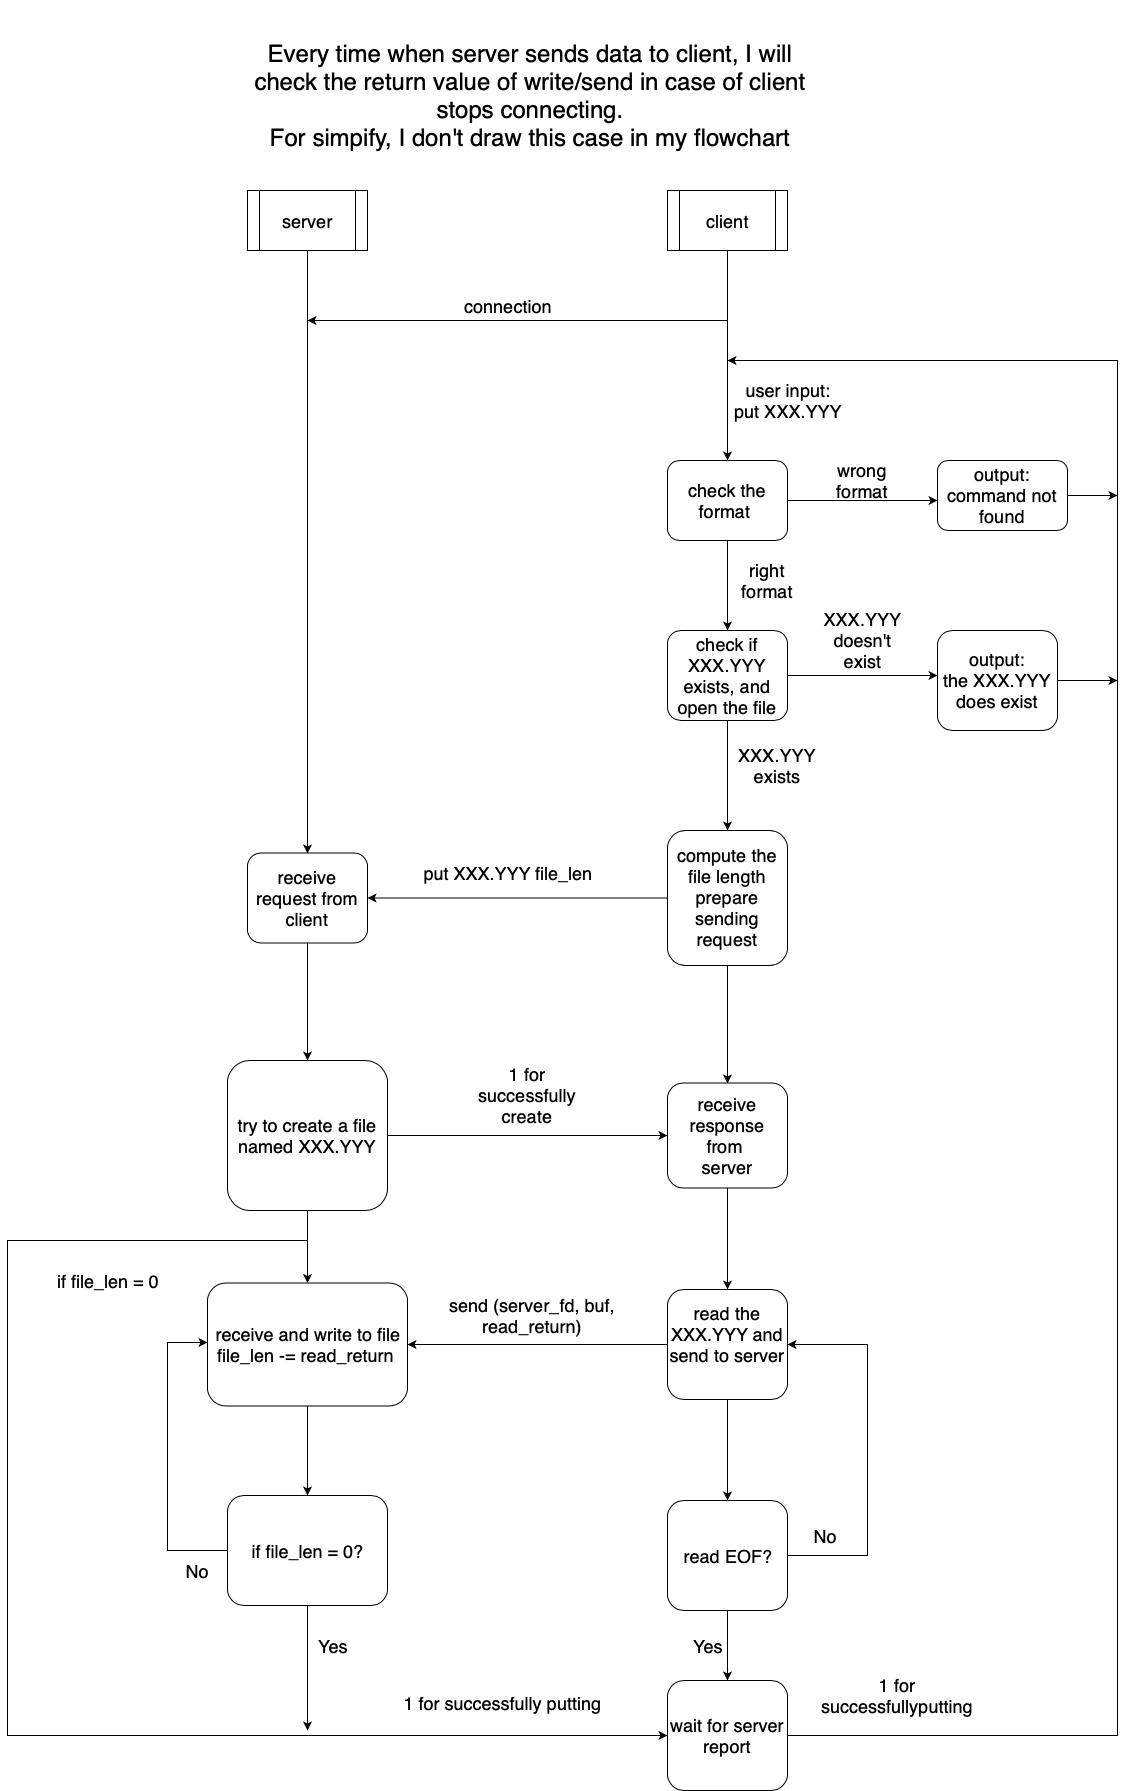 Every time when server sends data to client, I will
check the return value of write/send in case of client
stops connecting.
For simpify, I don't draw this case in my flowchart
server
client
connection
user input:
put XXX.YYY
check the
format
wrong
format
output:
command not
found
right
format
check if
XXX.YYY
exists, and
open the file
XXX.YYY
doesn't
exist
output:
the XXX.YYY
does exist
XXX.YYY
exists
receive
request from
client
put XXX.YYY file_len
compute the
file length
prepare
sending
request
try to create a file
named XXX.YYY
1 for
successfully
create
receive
response
from
server
if file_len = 0
receive and write to file
file_len -= read_return
send (server_fd, buf,
read_return)
read the
XXX.YYY and
send to server
if file_len = 0?
No
read EOF?
No
Yes
Yes
1 for successfully putting
wait for server
report
1 for
successfullyputting